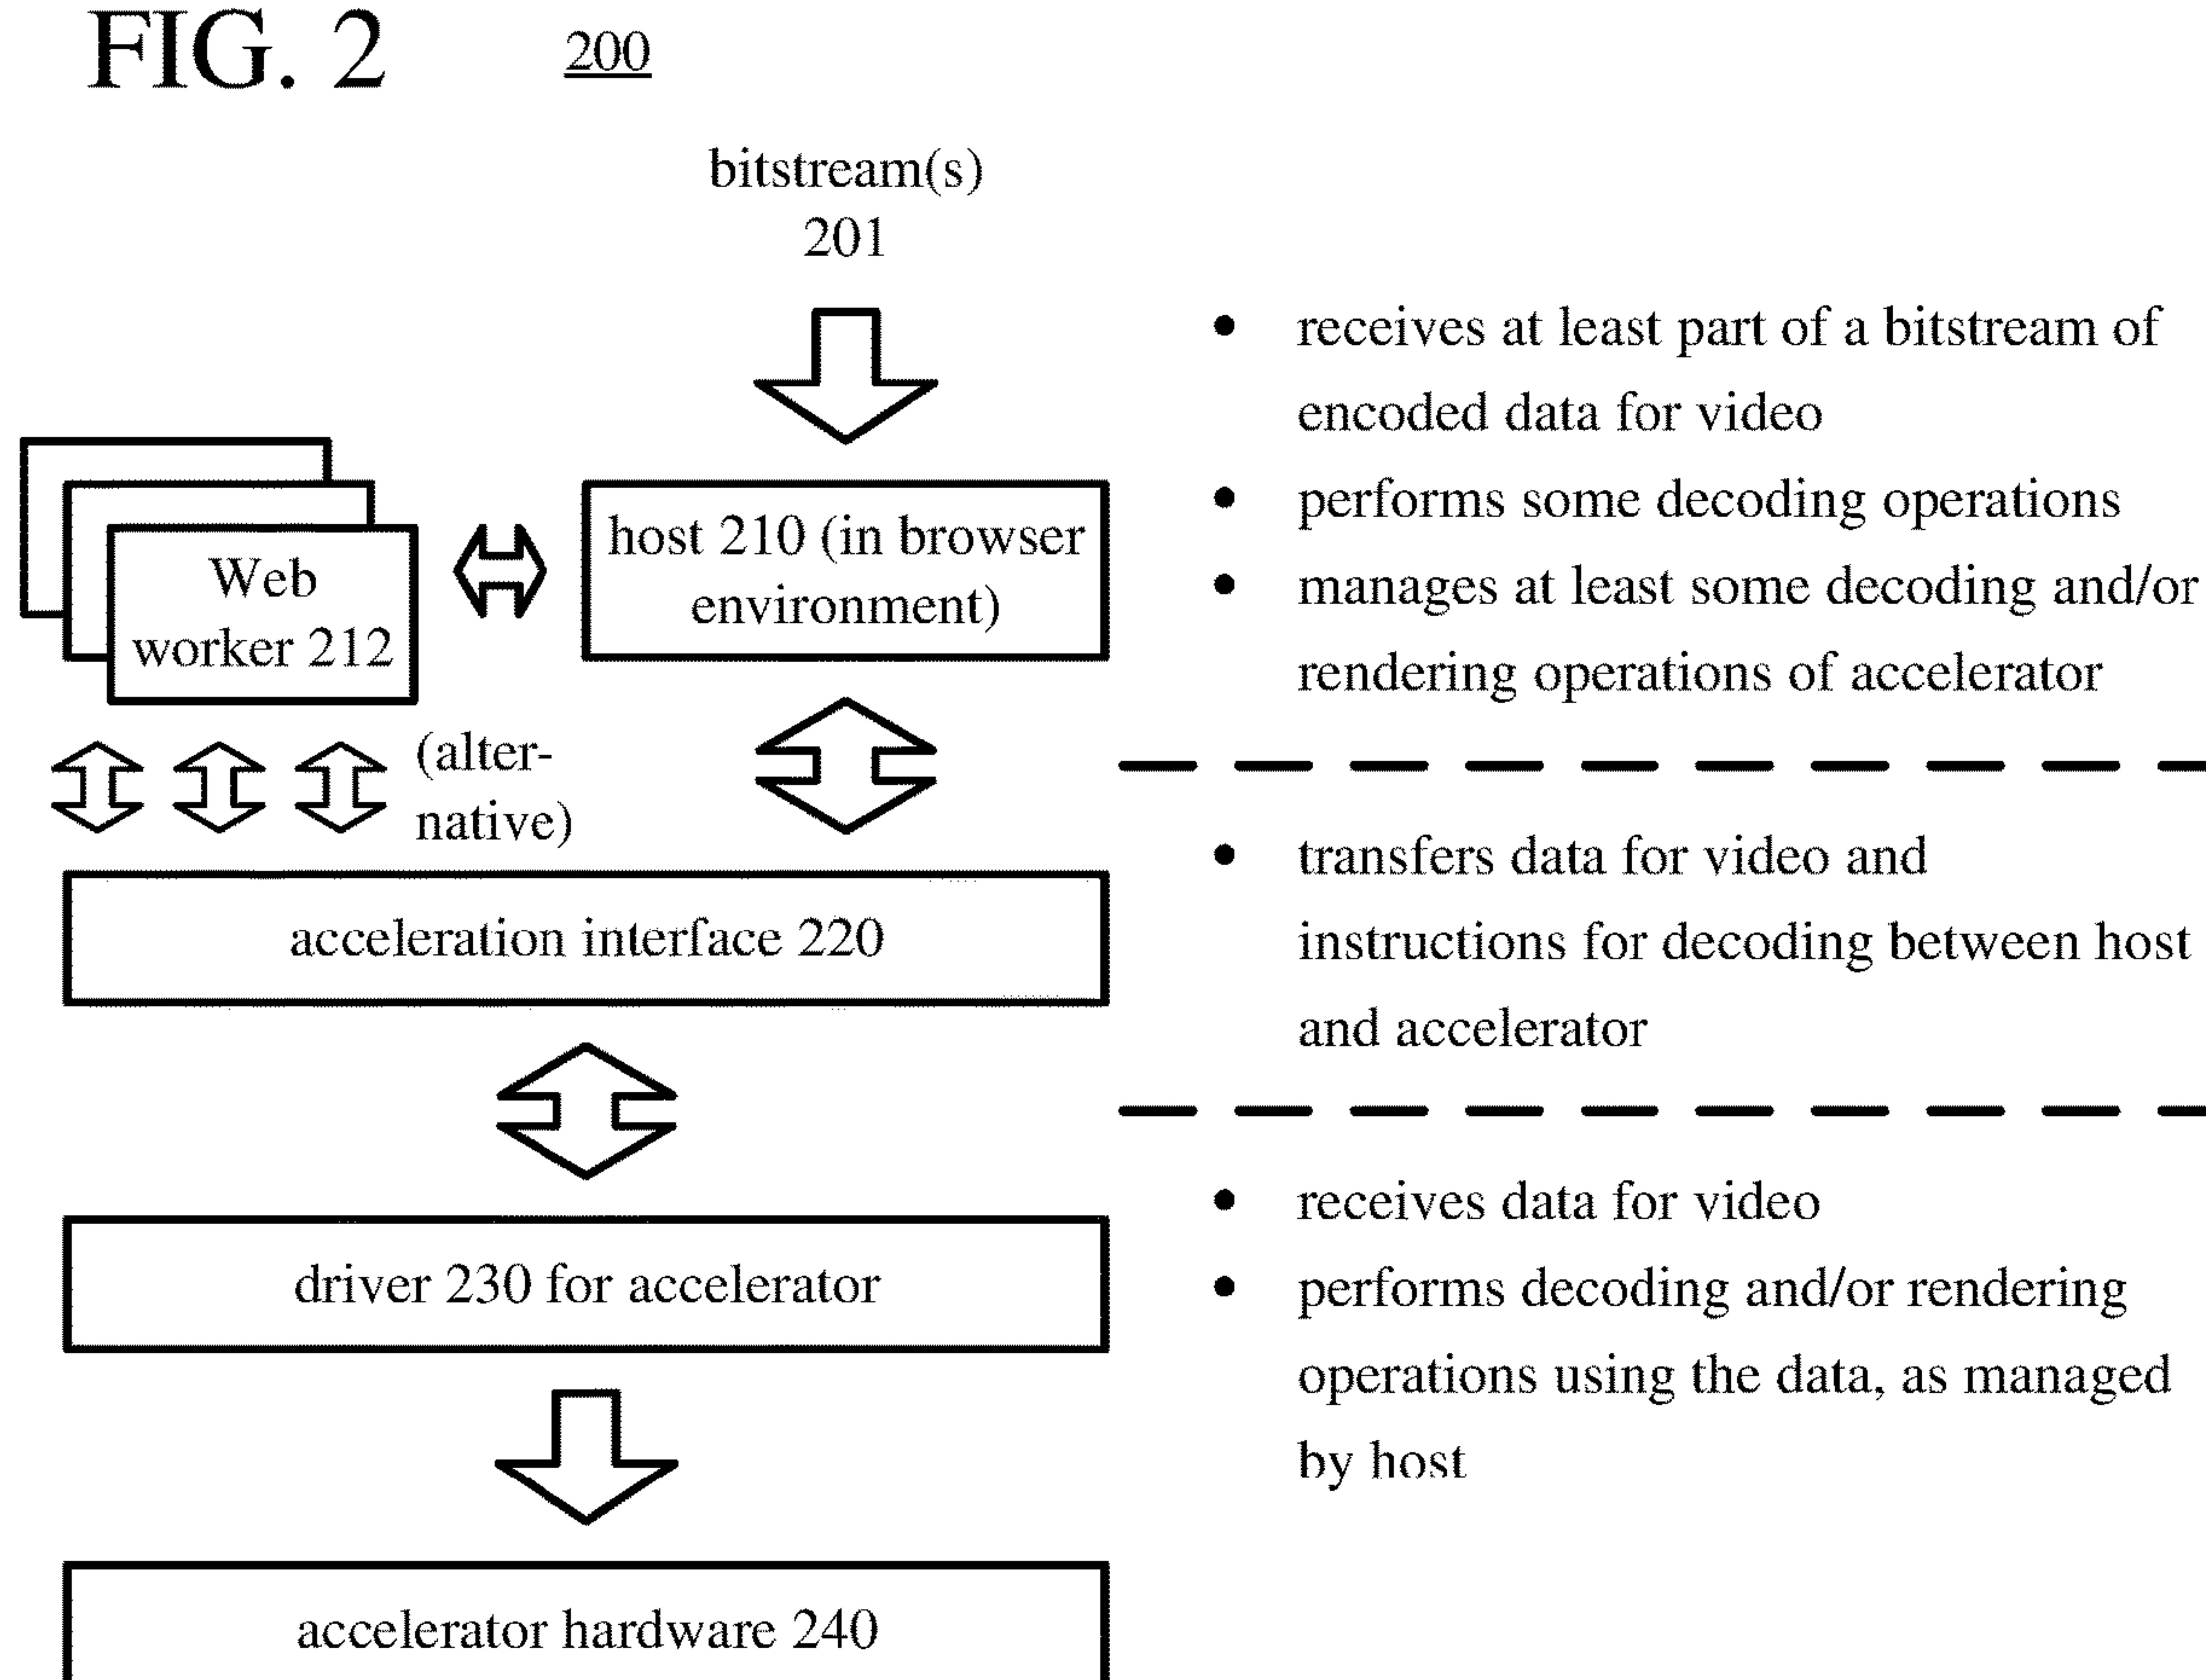 FIG. 2
200
bitstream(s)
201
Web
worker 212
host 210 (in browser
environment)
(alter-
native)
acceleration interface 220
driver 230 for accelerator
accelerator hardware 240
• receives at least part of a bitstream of
encoded data for video
• performs some decoding operations
• manages at least some decoding and/or
rendering operations of accelerator
• transfers data for video and
instructions for decoding between host
and accelerator
• receives data for video
• performs decoding and/or rendering
operations using the data, as managed
by host